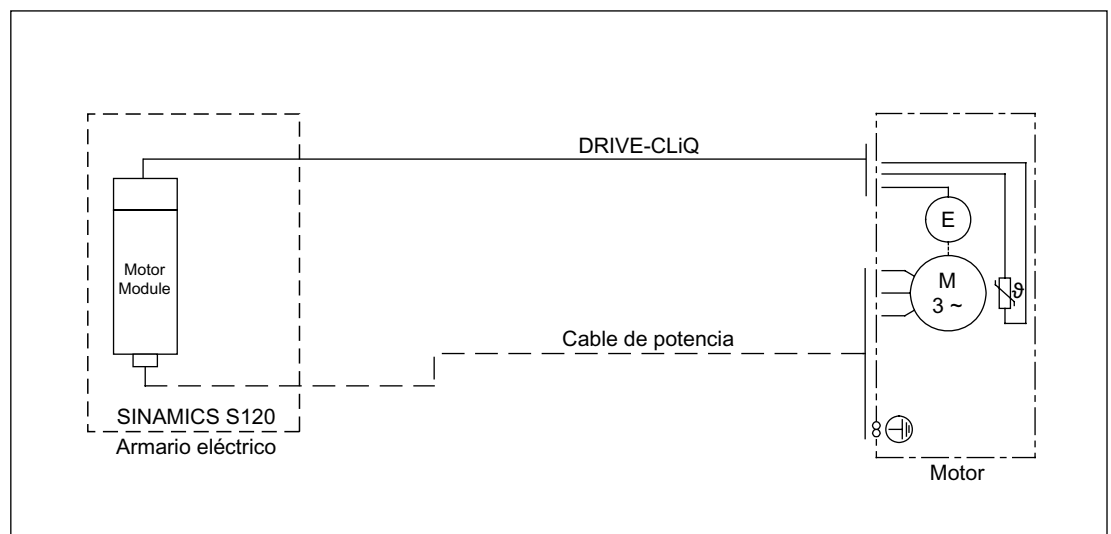 DRIVE-CLiQ
E
Motor
Module
M
3 ~
ϑ
Cable de potencia
SINAMICS S120
Armario eléctrico
Motor